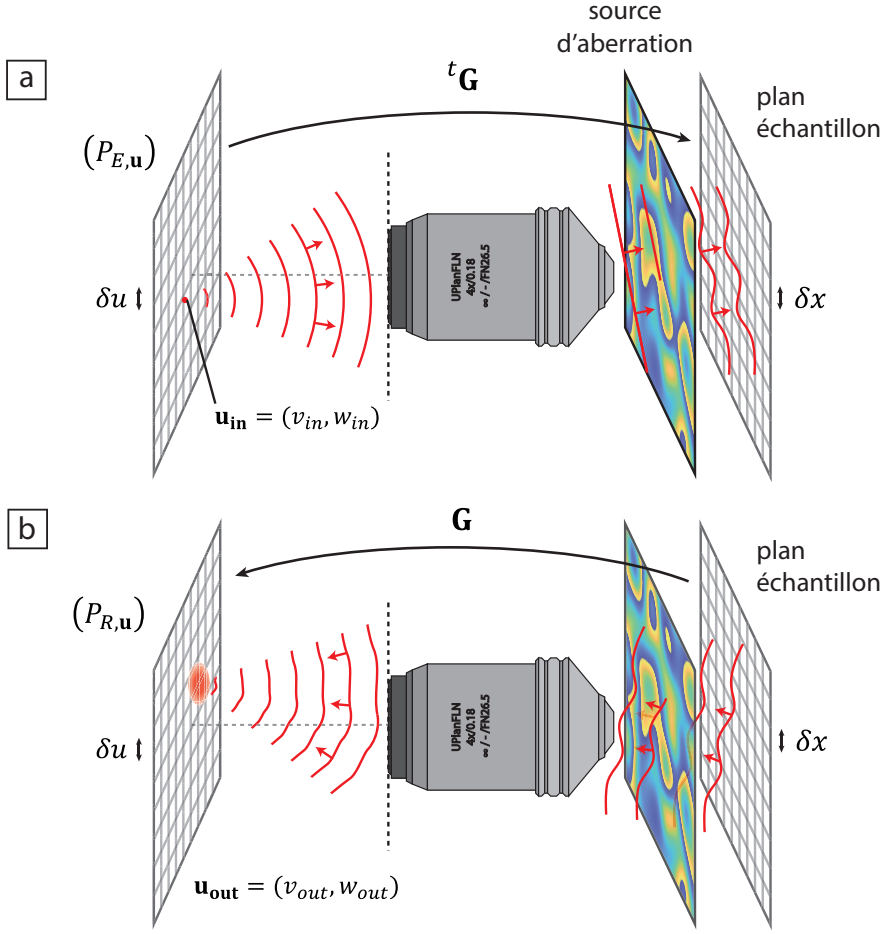 source
d'aberration
a
ᵗG
plan
échantillon
(P_{E,u})
UPlanFLN
4x/0.18
∞ / - /FN26.5
δu
δx
u_in = (v_in, w_in)
b
G
plan
échantillon
(P_{R,u})
UPlanFLN
4x/0.18
∞ / - /FN26.5
δu
δx
u_out = (v_out, w_out)